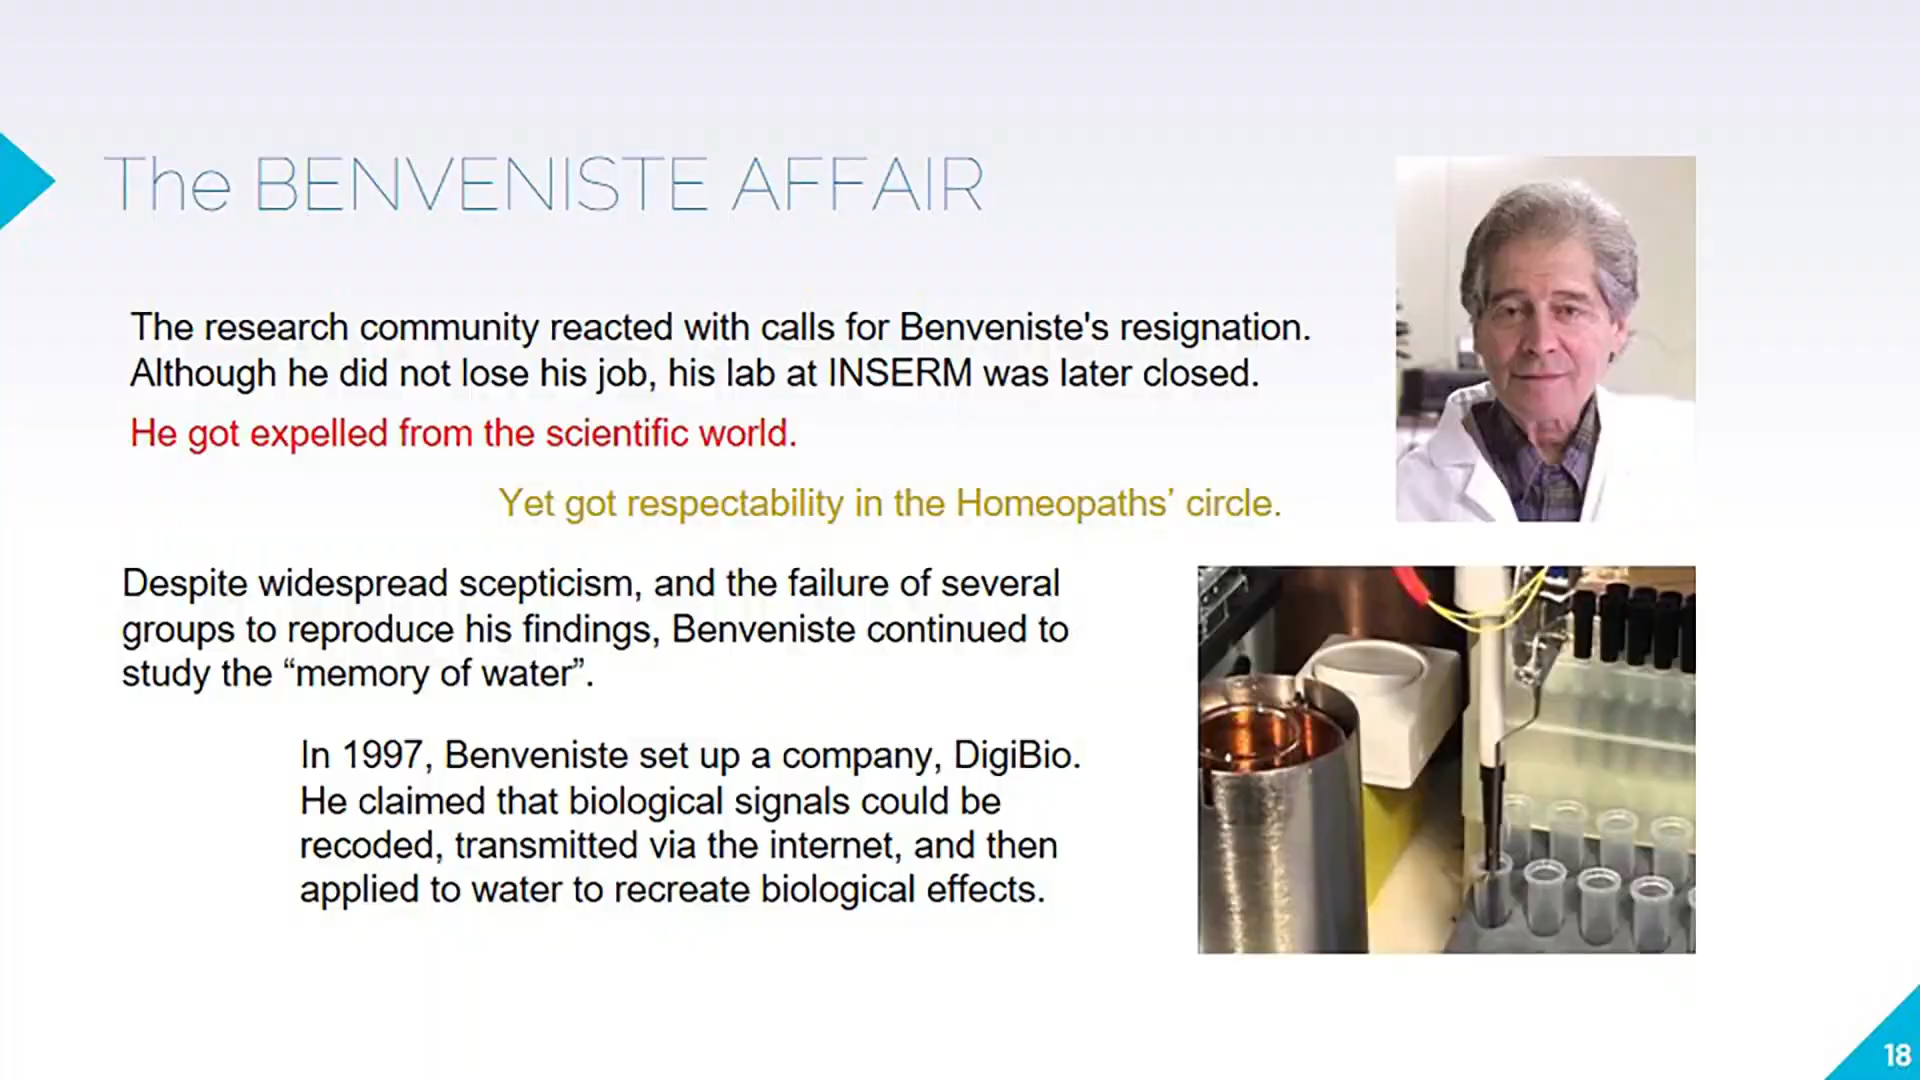 The BENVENISTE AFFAIR
The research community reacted with calls for Benveniste's resignation.
Although he did not lose his job, his lab at INSERM was later closed.
He got expelled from the scientific world.
Yet got respectability in the Homeopaths’ circle.
Despite widespread scepticism, and the failure of several
groups to reproduce his findings, Benveniste continued to
study the “memory of water”.
In 1997, Benveniste set up a company, DigiBio.
He claimed that biological signals could be
recoded, transmitted via the internet, and then
applied to water to recreate biological effects.
18